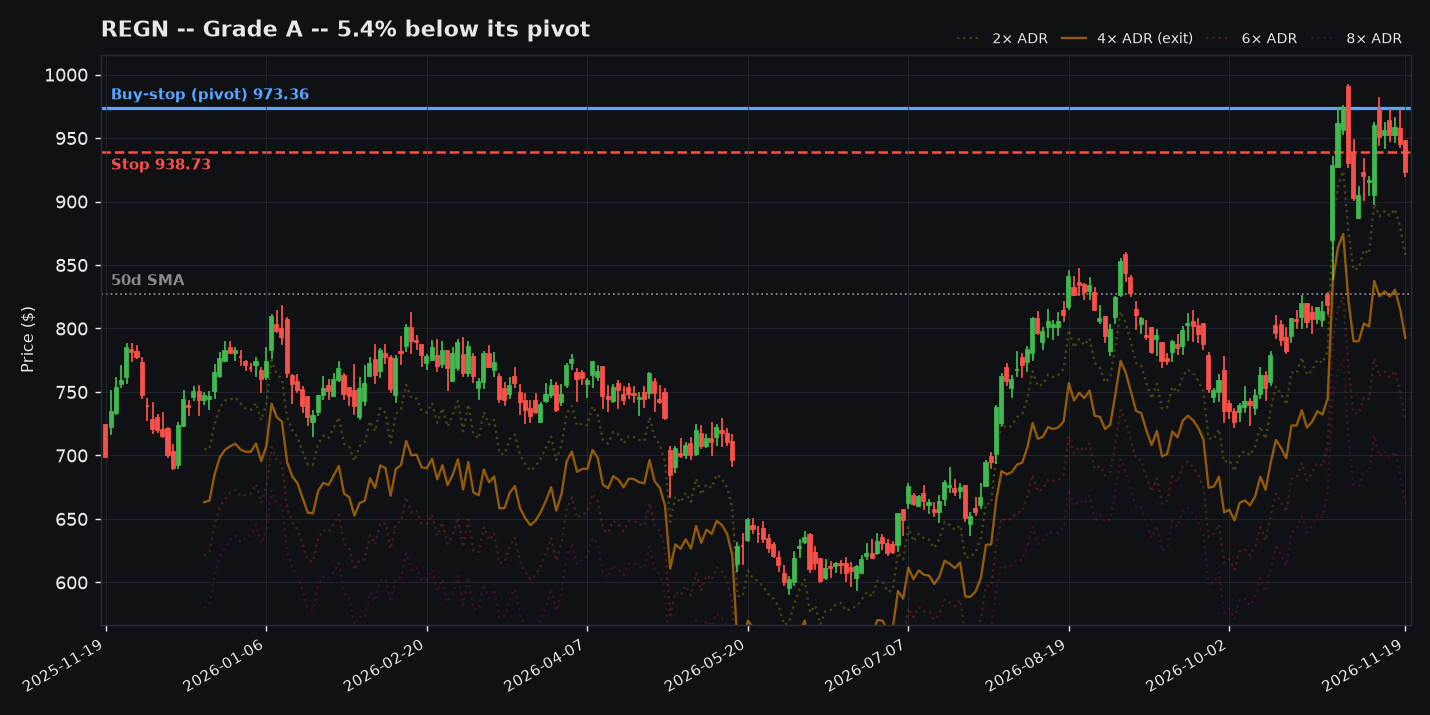 REGN -- Grade A -- 5.4% below its pivot
2× ADR
4× ADR (exit)
6× ADR
8× ADR
Price ($)
1000
950
900
850
800
750
700
650
600
Buy-stop (pivot) 973.36
Stop 938.73
50d SMA
2025-11-19
2026-01-06
2026-02-20
2026-04-07
2026-05-20
2026-07-07
2026-08-19
2026-10-02
2026-11-19